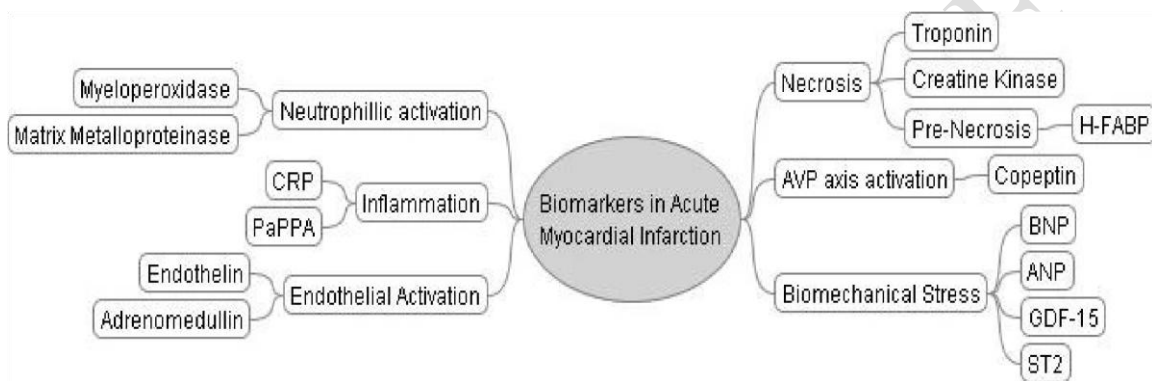 Myeloperoxidase
Matrix Metalloproteinase
Neutrophillic activation
CRP
PaPPA
Inflammation
Endothelin
Adrenomedullin
Endothelial Activation
Biomarkers in Acute
Myocardial Infarction
Necrosis
Troponin
Creatine Kinase
Pre-Necrosis
H-FABP
AVP axis activation
Copeptin
Biomechanical Stress
BNP
ANP
GDF-15
ST2